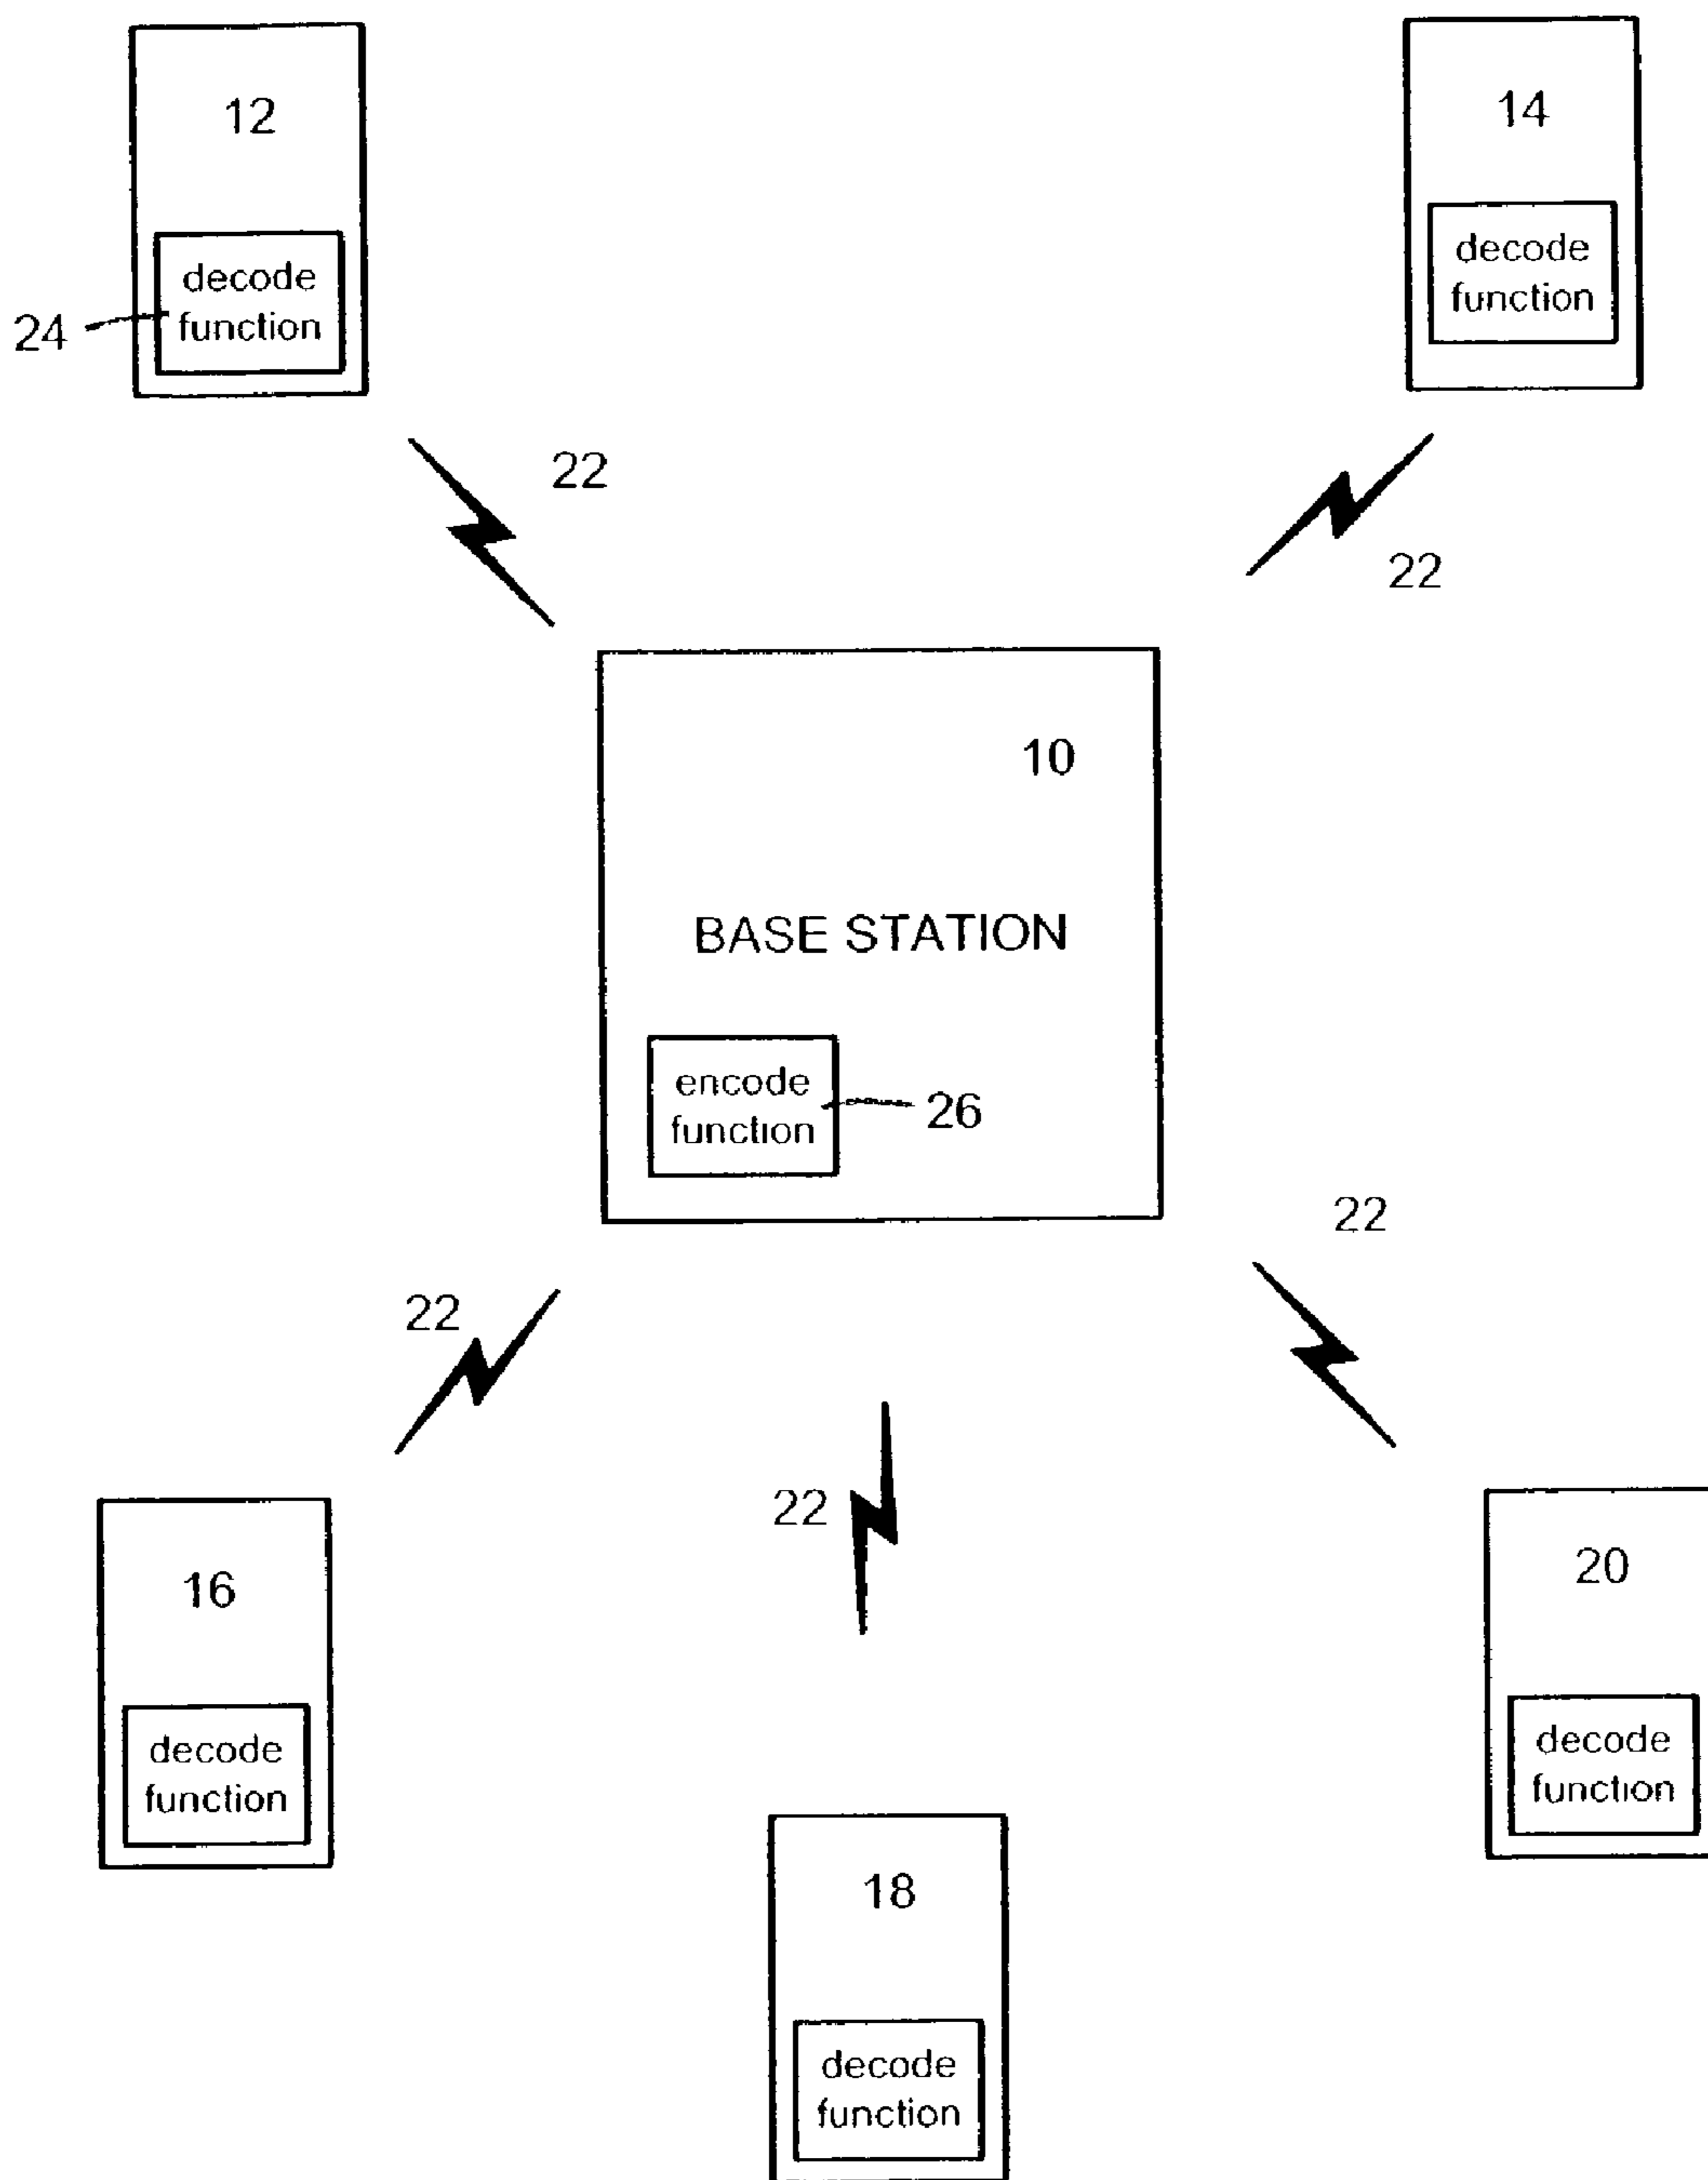 12
14
decode
function
24
decode
function
22
22
10
BASE STATION
encode
function
26
22
22
22
16
20
decode
function
decode
function
18
decode
function